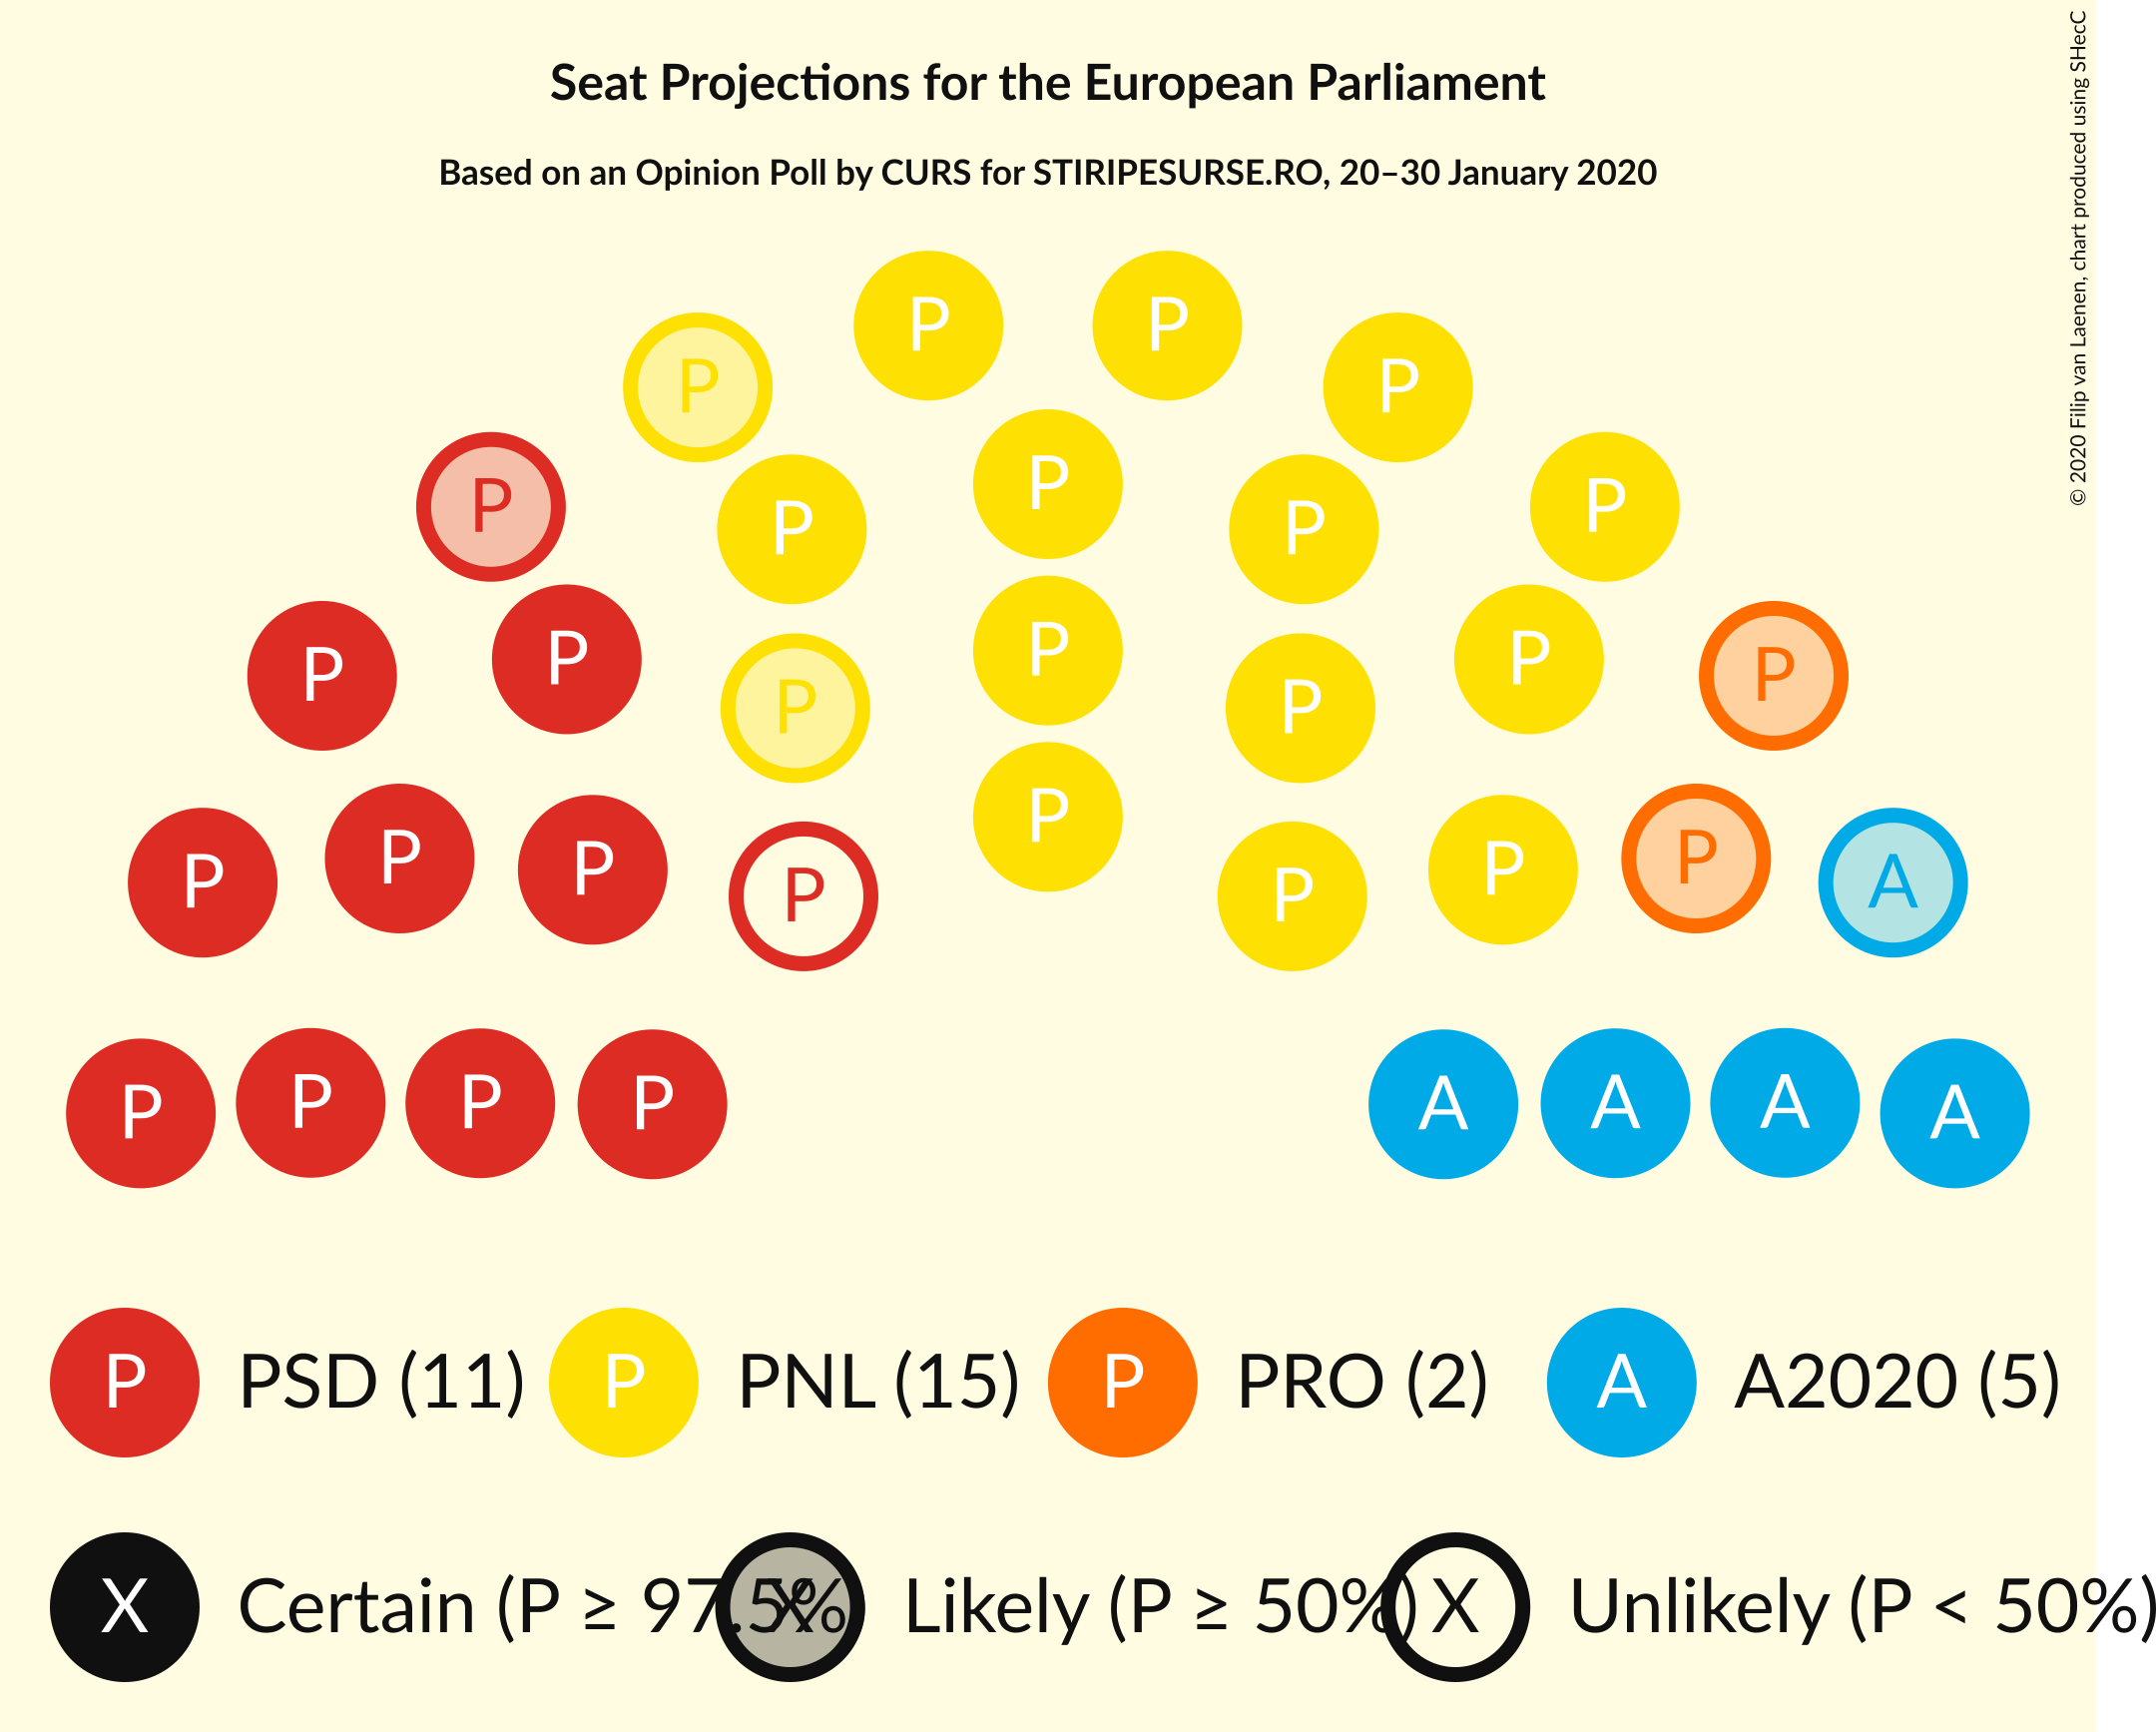 Seat Projections for the European Parliament
Based on an Opinion Poll by CURS for STIRIPESURSE.RO, 20–30 January 2020
© 2020 Filip van Laenen, chart produced using SHecC
P P
P P
P
P P P P
P P
P P P
P P P P
P P
P P P P A
P P P P
P P P P A A A A
P PSD (11) P PNL (15) P PRO (2) A A2020 (5)
X Certain (P ≥ 97.5% X Likely (P ≥ 50%) X Unlikely (P < 50%)